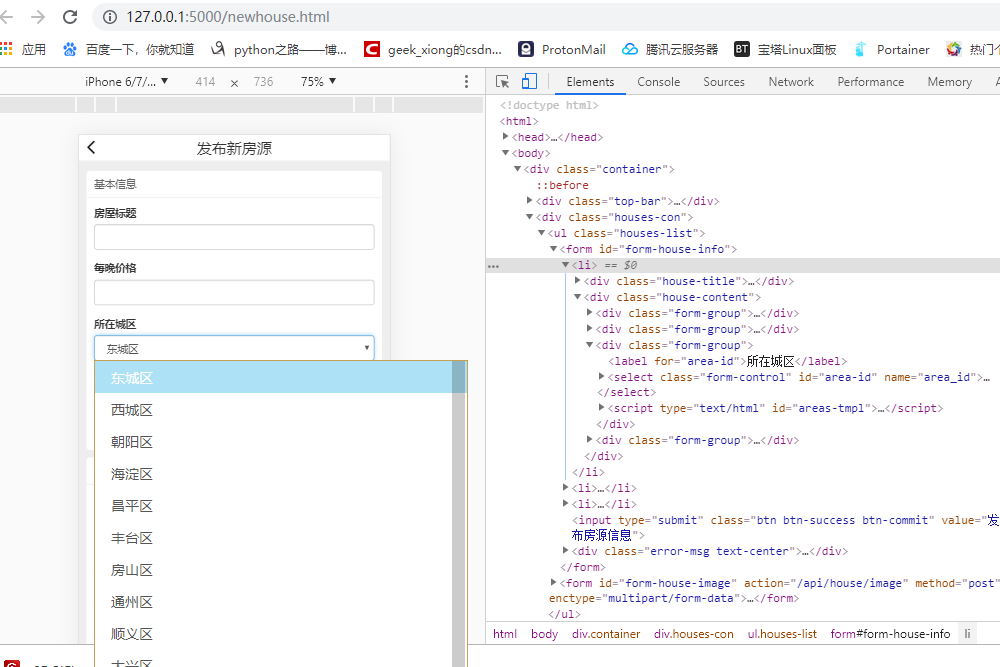 127.0.0.1:5000/newhouse.html
应用 百度一下，你就知道 python之路——博... geek_xiong的csdn... ProtonMail 腾讯云服务器 BT 宝塔Linux面板 Portainer 热门
iPhone 6/7/... ▼ 414 × 736 75% ▼
Elements Console Sources Network Performance Memory
发布新房源
基本信息
房屋标题
每晚价格
所在城区
东城区
东城区
西城区
朝阳区
海淀区
昌平区
丰台区
房山区
通州区
顺义区
大兴区
<!doctype html>
<html>
▶<head>…</head>
▼<body>
▼<div class="container">
::before
▶<div class="top-bar">…</div>
▼<div class="houses-con">
▼<ul class="houses-list">
▼<form id="form-house-info">
... ▼<li> == $0
▶<div class="house-title">…</div>
▼<div class="house-content">
▶<div class="form-group">…</div>
▶<div class="form-group">…</div>
▼<div class="form-group">
<label for="area-id">所在城区</label>
▶<select class="form-control" id="area-id" name="area_id">…
</select>
▶<script type="text/html" id="areas-tmpl">…</script>
</div>
▶<div class="form-group">…</div>
</div>
</li>
▶<li>…</li>
▶<li>…</li>
<input type="submit" class="btn btn-success btn-commit" value="发
布房源信息">
▶<div class="error-msg text-center">…</div>
</form>
▶<form id="form-house-image" action="/api/house/image" method="post"
enctype="multipart/form-data">…</form>
</ul>
html body div.container div.houses-con ul.houses-list form#form-house-info li